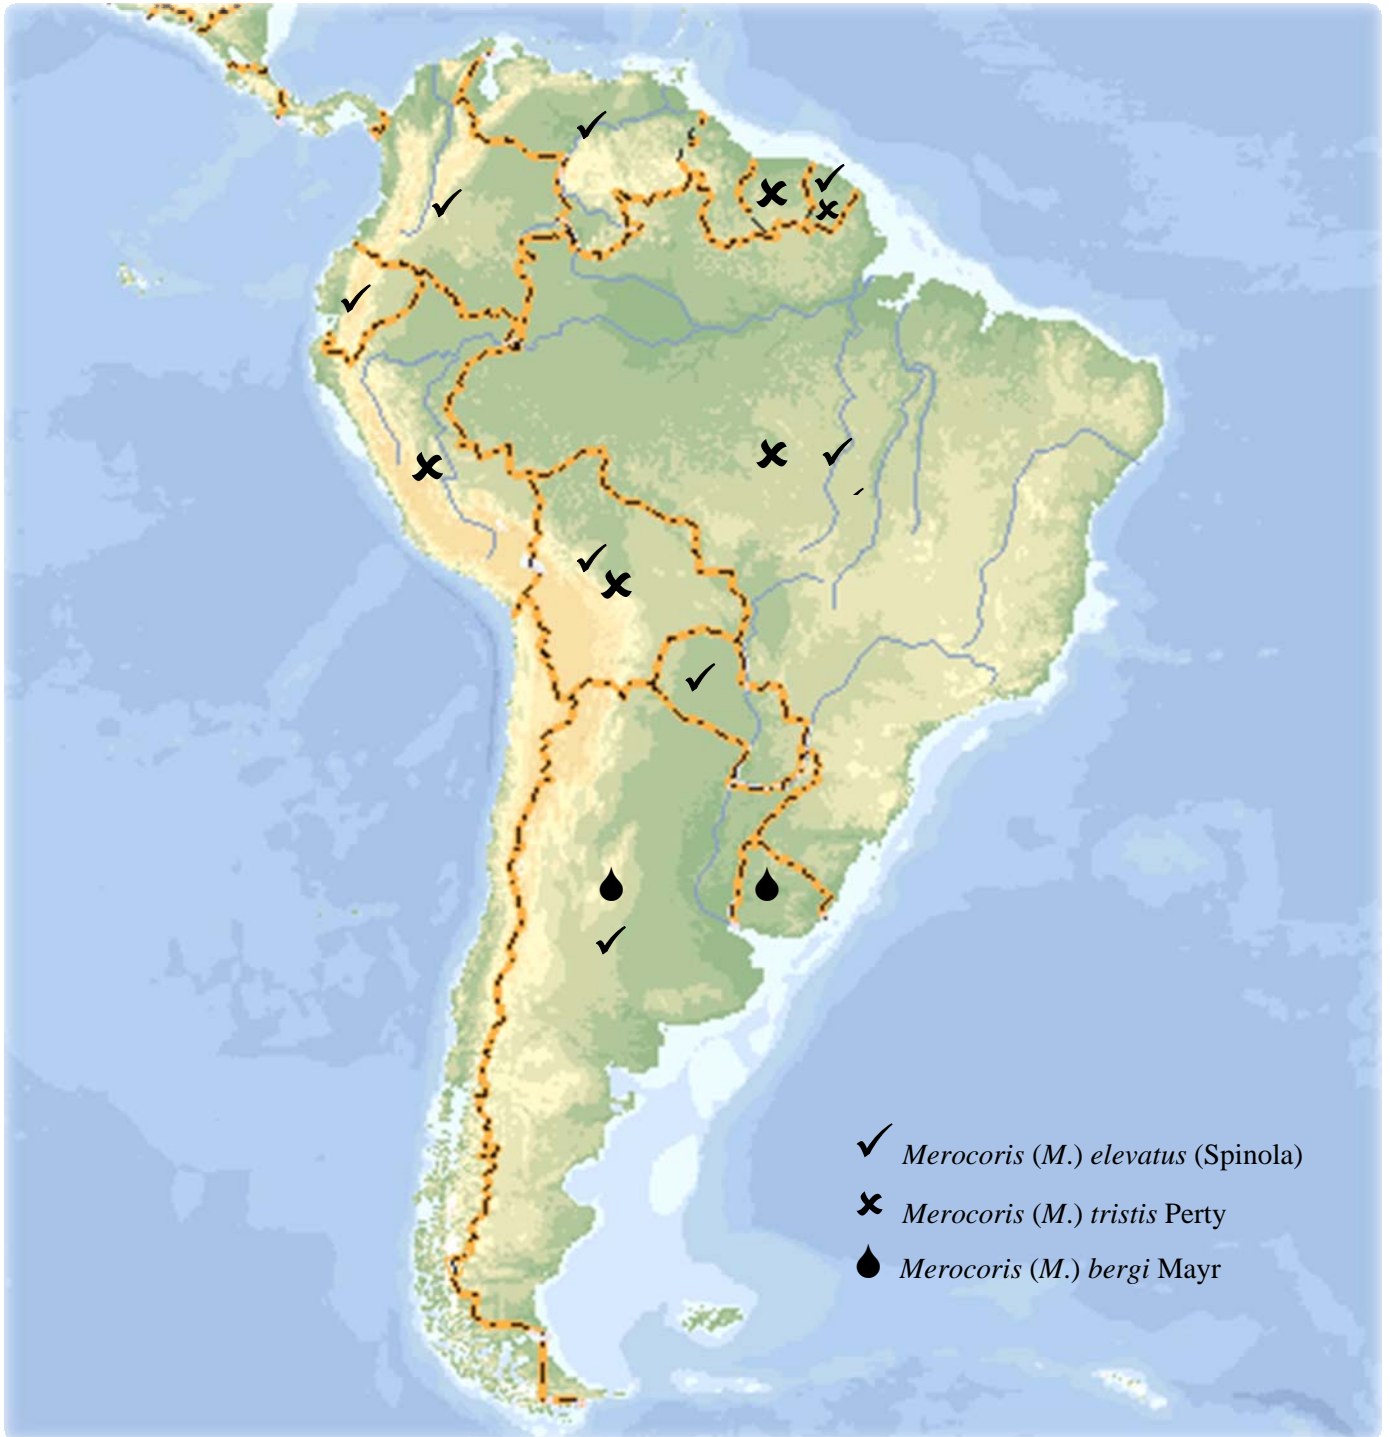 Merocoris (M.) elevatus (Spinola)
Merocoris (M.) tristis Perty
Merocoris (M.) bergi Mayr